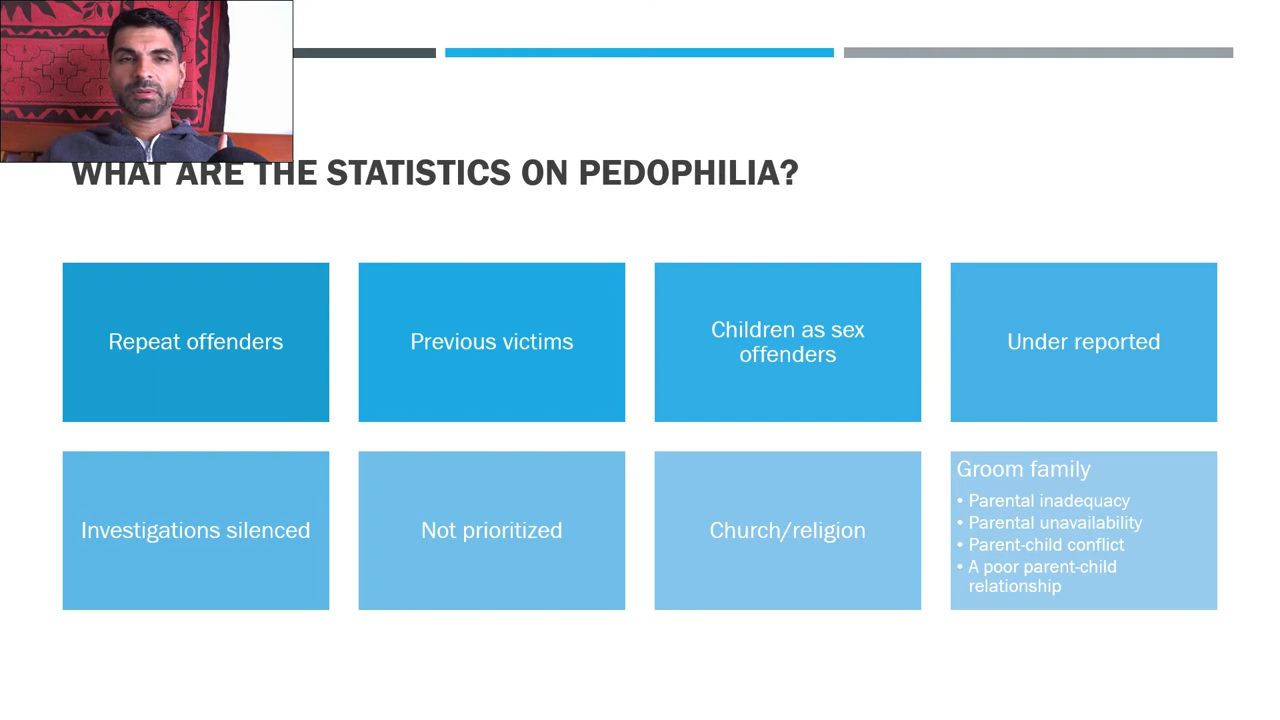 WHAT ARE THE STATISTICS ON PEDOPHILIA?
Repeat offenders
Previous victims
Children as sex
offenders
Under reported
Investigations silenced
Not prioritized
Church/religion
Groom family
• Parental inadequacy
• Parental unavailability
• Parent-child conflict
• A poor parent-child
relationship